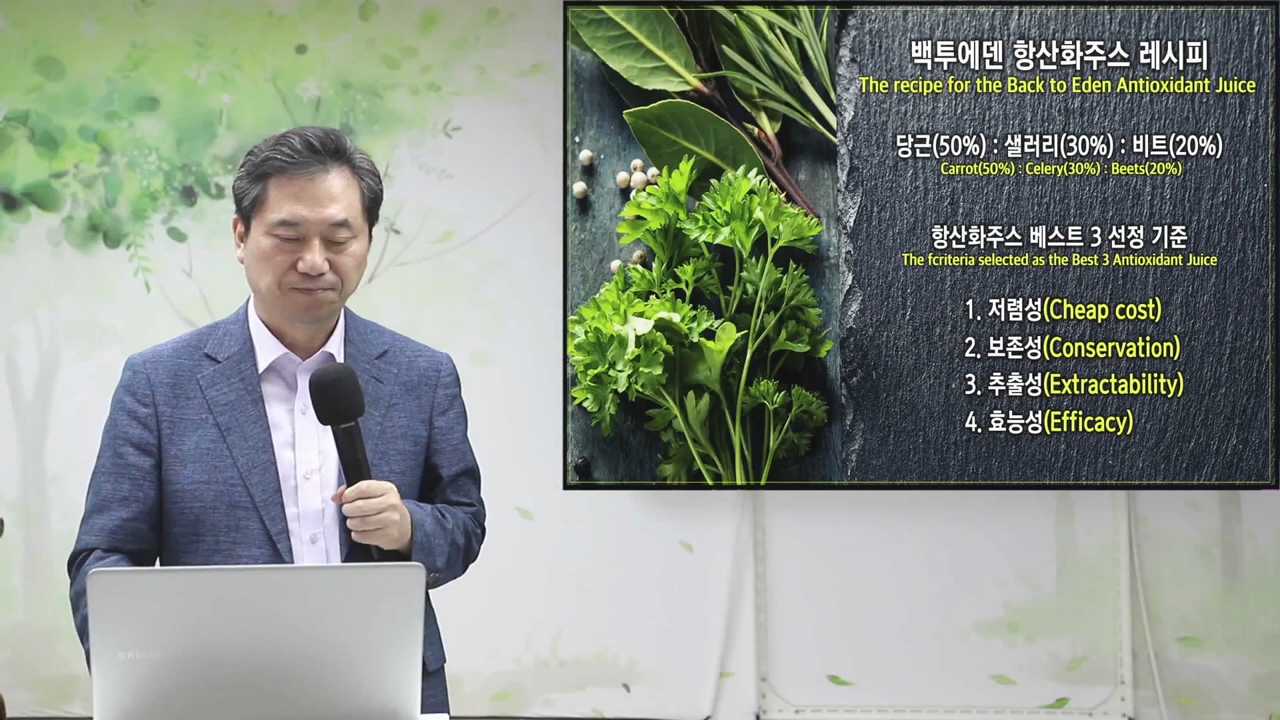 백투에덴 항산화주스 레시피
The recipe for the Back to Eden Antioxidant Juice
당근(50%) : 샐러리(30%) : 비트(20%)
Carrot(50%) : Celery(30%) : Beets(20%)
항산화주스 베스트 3 선정 기준
The fcriteria selected as the Best 3 Antioxidant Juice
1. 저렴성(Cheap cost)
2. 보존성(Conservation)
3. 추출성(Extractability)
4. 효능성(Efficacy)